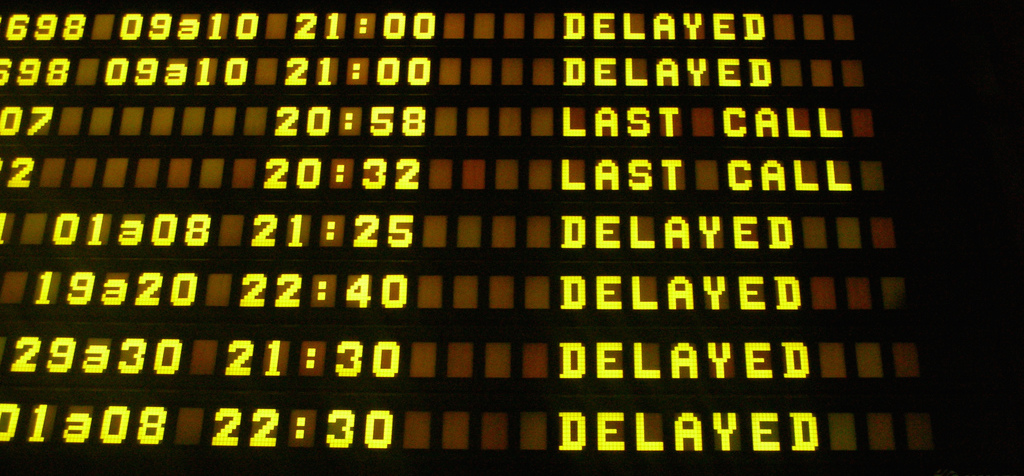 698 09a10 21:00 DELAYED
698 09a10 21:00 DELAYED
07 20:58 LAST CALL
2 20:32 LAST CALL
01a08 21:25 DELAYED
19a20 22:40 DELAYED
29a30 21:30 DELAYED
01a08 22:30 DELAYED